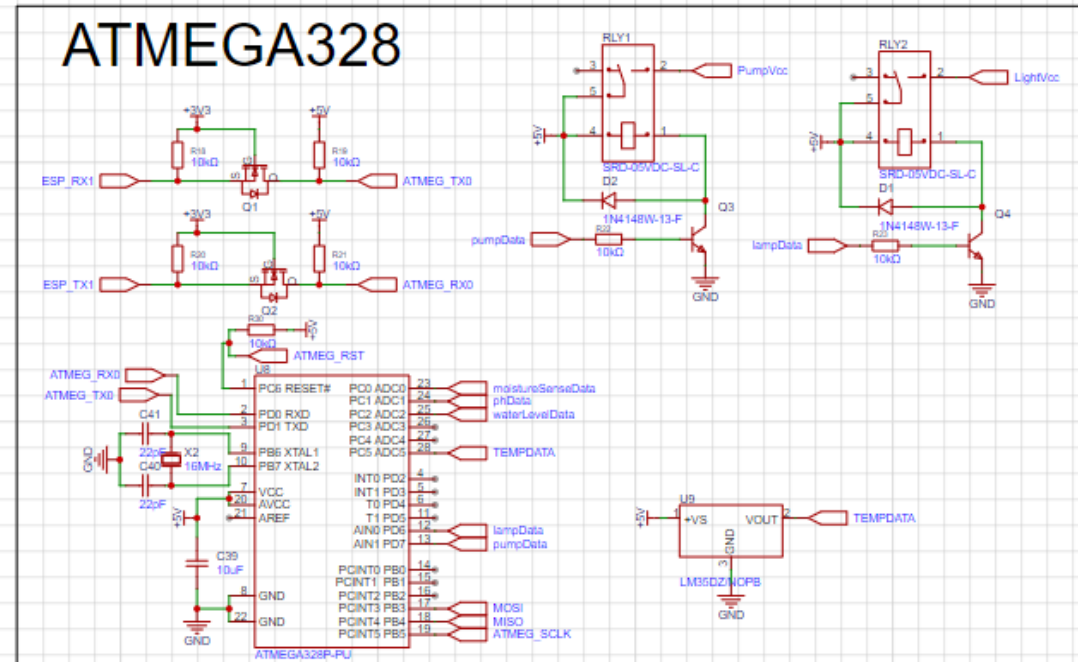 ATMEGA328
RLY1
3
2
PumpVcc
5
4
1
+5V
SRD-05VDC-SL-C
D2
1N4148W-13-F
Q3
pumpData
R22
10kΩ
GND
RLY2
3
2
LightVcc
5
4
1
+5V
SRD-05VDC-SL-C
D1
1N4148W-13-F
Q4
lampData
R23
10kΩ
GND
+3V3
+5V
R18
10kΩ
R19
10kΩ
ESP_RX1
S
G
D
ATMEG_TX0
Q1
+3V3
+5V
R20
10kΩ
R21
10kΩ
ESP_TX1
S
G
D
ATMEG_RX0
Q2
R30
10kΩ
+5V
ATMEG_RST
U8
ATMEG_RX0
ATMEG_TX0
1 PC6 RESET#
2 PD0 RXD
3 PD1 TXD
9 PB6 XTAL1
10 PB7 XTAL2
7 VCC
20 AVCC
21 AREF
8 GND
22 GND
C41
22pF
X2
16MHz
C40
22pF
GND
+5V
C39
10uF
GND
PC0 ADC0 23 moistureSenseData
PC1 ADC1 24 phData
PC2 ADC2 25 waterLevelData
PC3 ADC3 26
PC4 ADC4 27
PC5 ADC5 28 TEMPDATA
INT0 PD2 4
INT1 PD3 5
T0 PD4 6
T1 PD5 11
AIN0 PD6 12 lampData
AIN1 PD7 13 pumpData
PCINT0 PB0 14
PCINT1 PB1 15
PCINT2 PB2 16
PCINT3 PB3 17 MOSI
PCINT4 PB4 18 MISO
PCINT5 PB5 19 ATMEG_SCLK
ATMEGA328P-PU
U9
+5V
1 +VS
VOUT 2
TEMPDATA
GND
3
LM35DZ/NOPB
GND